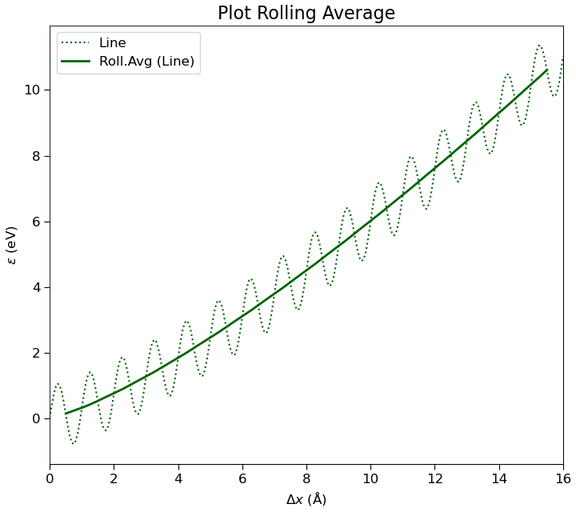 Plot Rolling Average
Line
Roll.Avg (Line)
10
8
6
4
2
0
ε (eV)
0 2 4 6 8 10 12 14 16
Δx (Å)